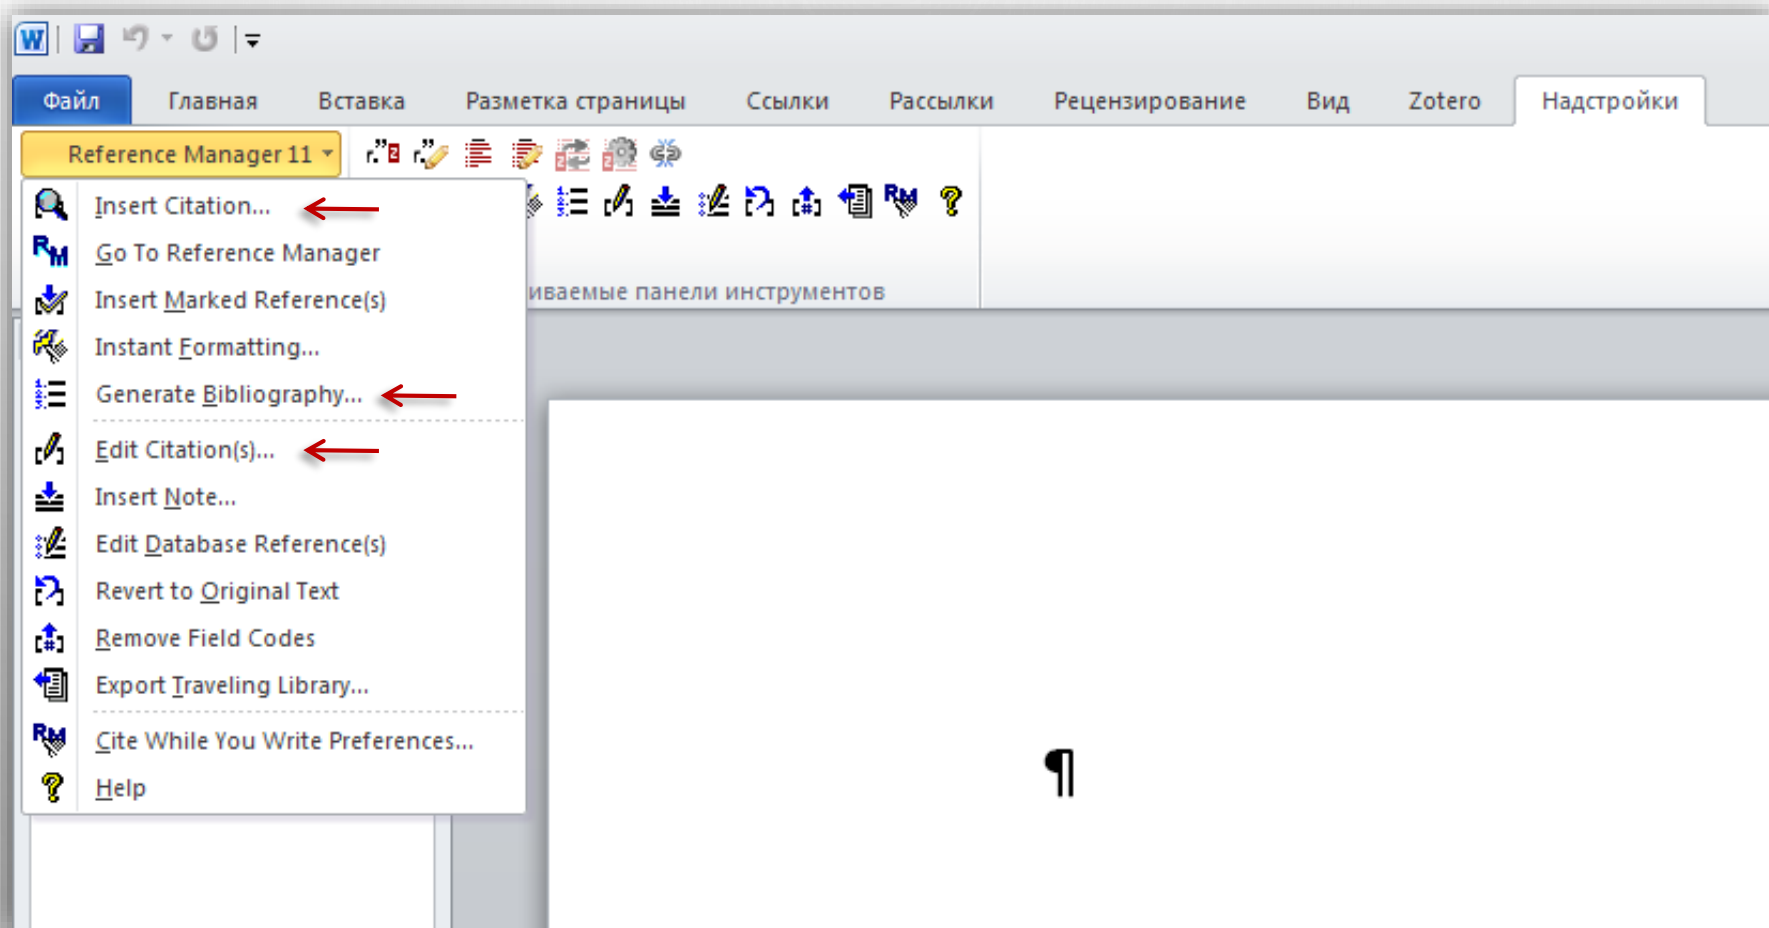 Файл Главная Вставка Разметка страницы Ссылки Рассылки Рецензирование Вид Zotero Надстройки
Reference Manager 11
Insert Citation...
Go To Reference Manager
Insert Marked Reference(s)
иваемые панели инструментов
Instant Formatting...
Generate Bibliography...
Edit Citation(s)...
Insert Note...
Edit Database Reference(s)
Revert to Original Text
Remove Field Codes
Export Traveling Library...
Cite While You Write Preferences...
Help
¶